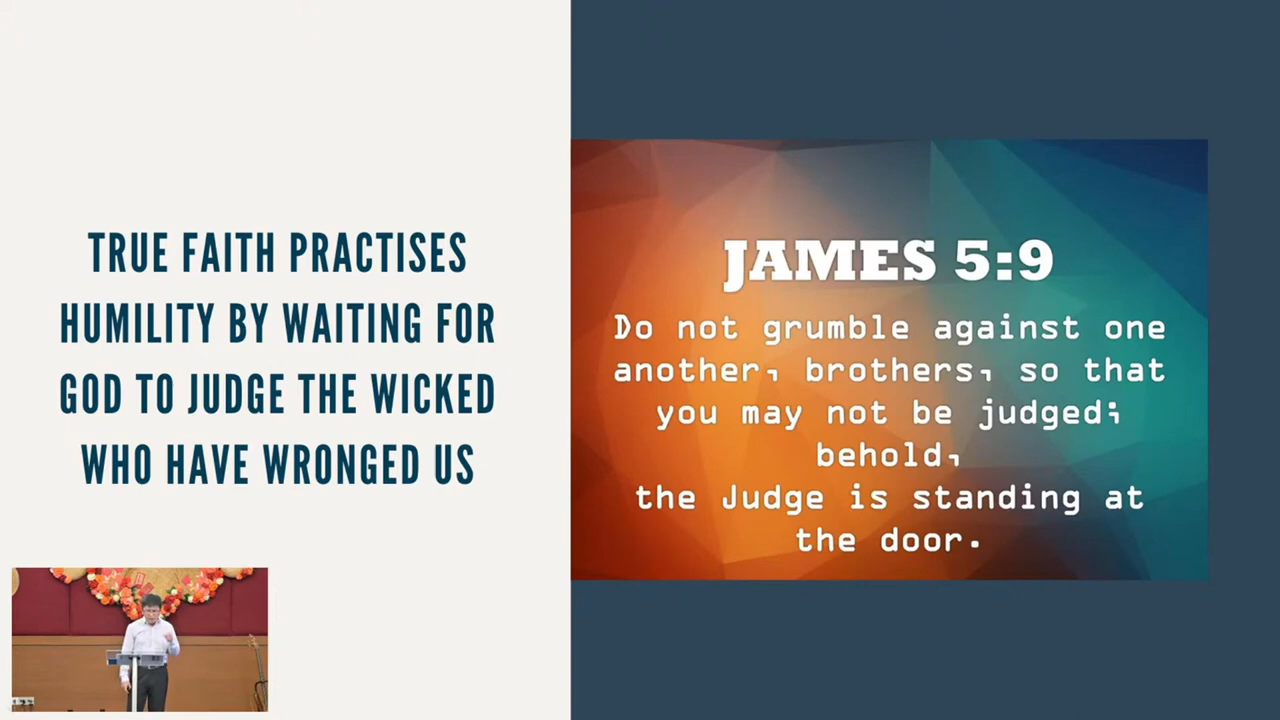 TRUE FAITH PRACTISES
HUMILITY BY WAITING FOR
GOD TO JUDGE THE WICKED
WHO HAVE WRONGED US
JAMES 5:9
Do not grumble against one
another, brothers, so that
you may not be judged;
behold,
the Judge is standing at
the door.